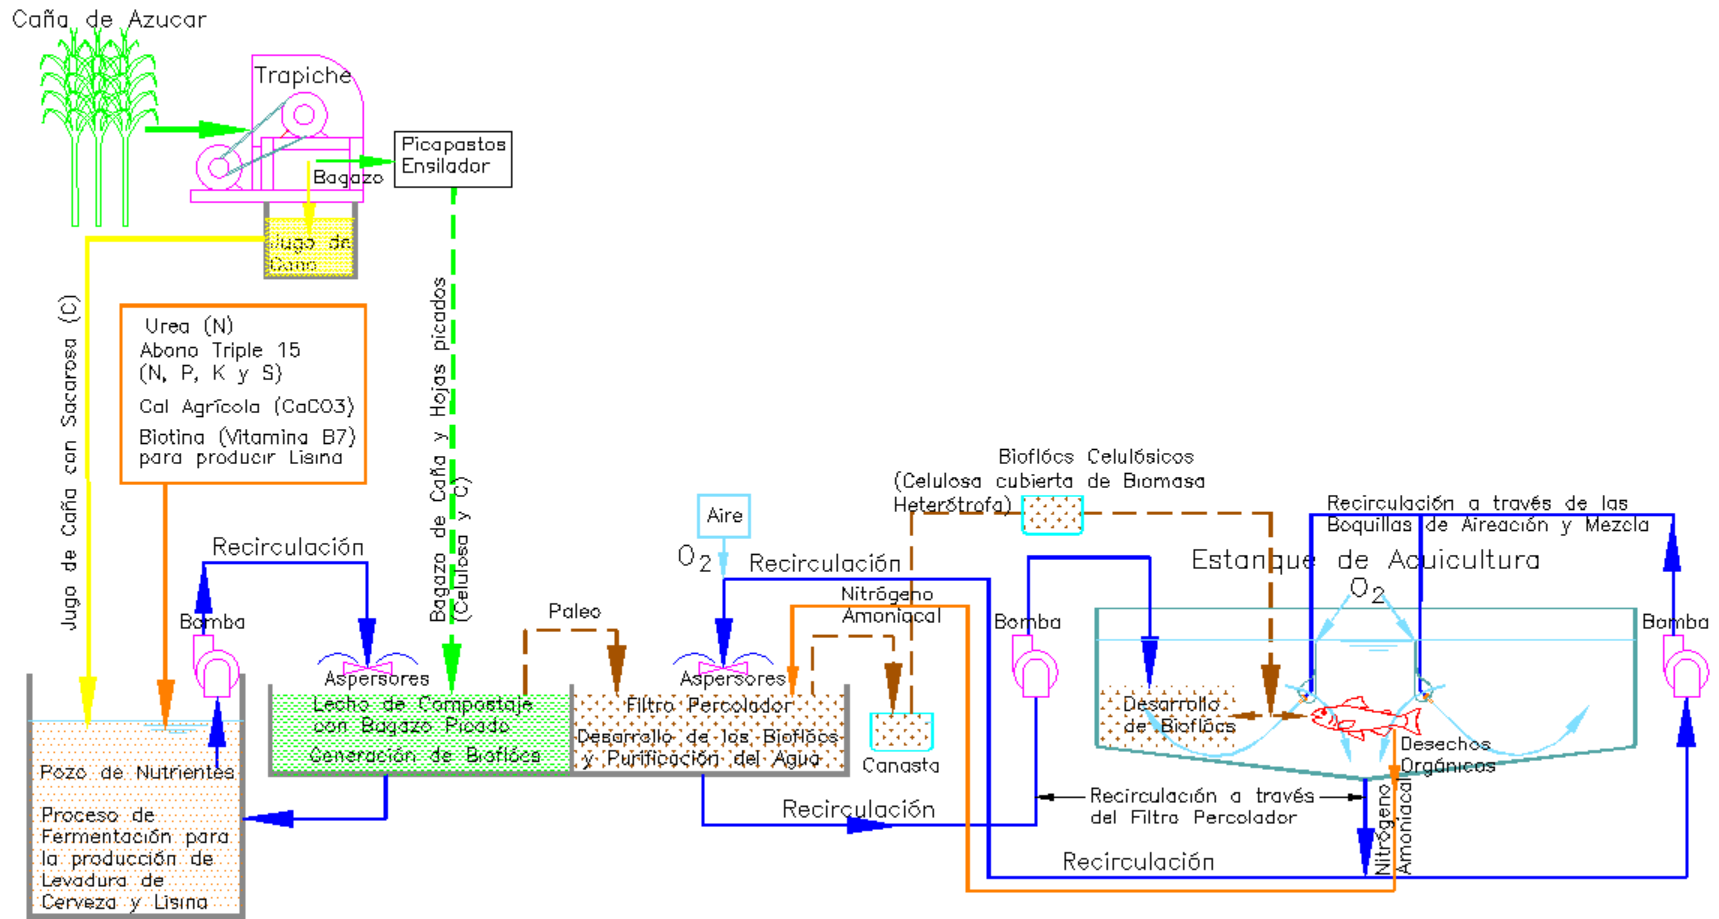 Caña de Azucar
Trapiche
Picapastos
Ensilador
Bagazo
Jugo de
Caña
Jugo de Caña con Sacarosa (C)
Urea (N)
Abono Triple 15
(N, P, K y S)
Cal Agrícola (CaCO3)
Biotina (Vitamina B7)
para producir Lisina
Bagazo de Caña y Hojas picados
(Celulosa y C)
Recirculación
Bomba
Aspersores
Paleo
Aire
O2
Recirculación
Nitrógeno
Amoniacal
Aspersores
Bioflócs Celulósicos
(Celulosa cubierta de Biomasa
Heterótrofa)
Recirculación a través de las
Boquillas de Aireación y Mezcla
Estanque de Acuicultura
O2
Bomba
Bomba
Lecho de Compostaje
con Bagazo Picado
Generación de Bioflócs
Filtro Percolador
Desarrollo de los Bioflócs
y Purificación del Agua
Canasta
Desarrollo
de Bioflócs
Desechos
Orgánicos
Pozo de Nutrientes
Proceso de
Fermentación para
la producción de
Levadura de
Cerveza y Lisina
Recirculación
Recirculación a través
del Filtro Percolador
Recirculación
Nitrógeno
Amoniacal